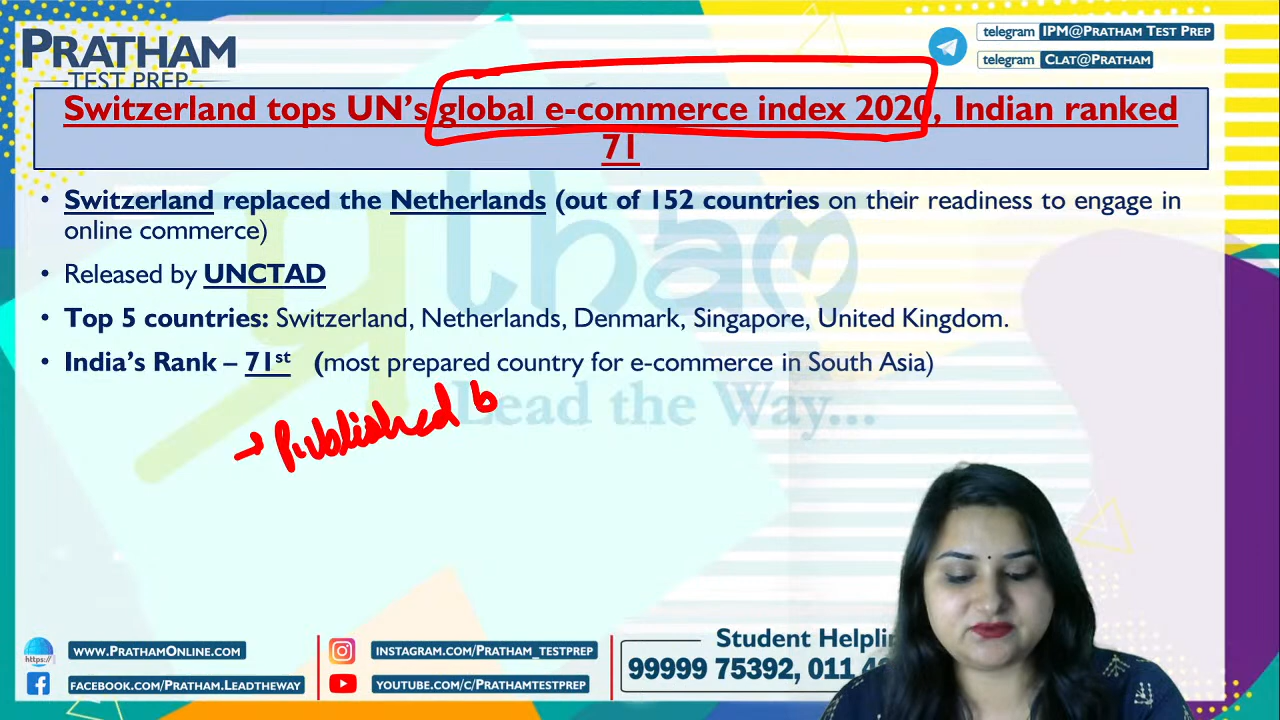 PRATHAM
TEST PREP
telegram IPM@PRATHAM TEST PREP
telegram CLAT@PRATHAM
Switzerland tops UN's global e-commerce index 2020, Indian ranked
71
• Switzerland replaced the Netherlands (out of 152 countries on their readiness to engage in
online commerce)
• Released by UNCTAD
• Top 5 countries: Switzerland, Netherlands, Denmark, Singapore, United Kingdom.
• India's Rank – 71st (most prepared country for e-commerce in South Asia)
Lead the Way...
→ Published b
https://
WWW.PRATHAMONLINE.COM
FACEBOOK.COM/PRATHAM.LEADTHEWAY
INSTAGRAM.COM/PRATHAM_TESTPREP
YOUTUBE.COM/C/PRATHAMTESTPREP
Student
99999 75392, 011